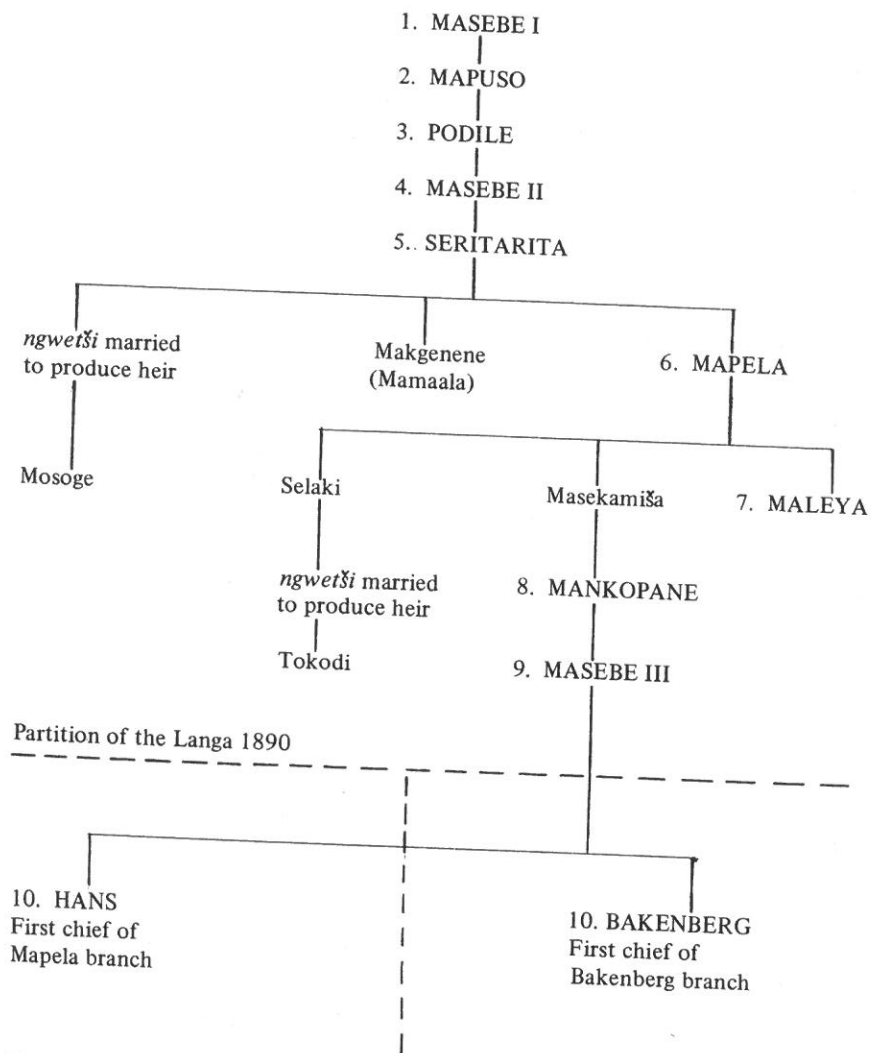 1. MASEBE I
2. MAPUSO
3. PODILE
4. MASEBE II
5.. SERITARITA
ngwetši married
to produce heir
Makgenene
(Mamaala)
6. MAPELA
Mosoge
Selaki
Masekamiša
7. MALEYA
ngwetši married
to produce heir
8. MANKOPANE
Tokodi
9. MASEBE III
Partition of the Langa 1890
10. HANS
First chief of
Mapela branch
10. BAKENBERG
First chief of
Bakenberg branch